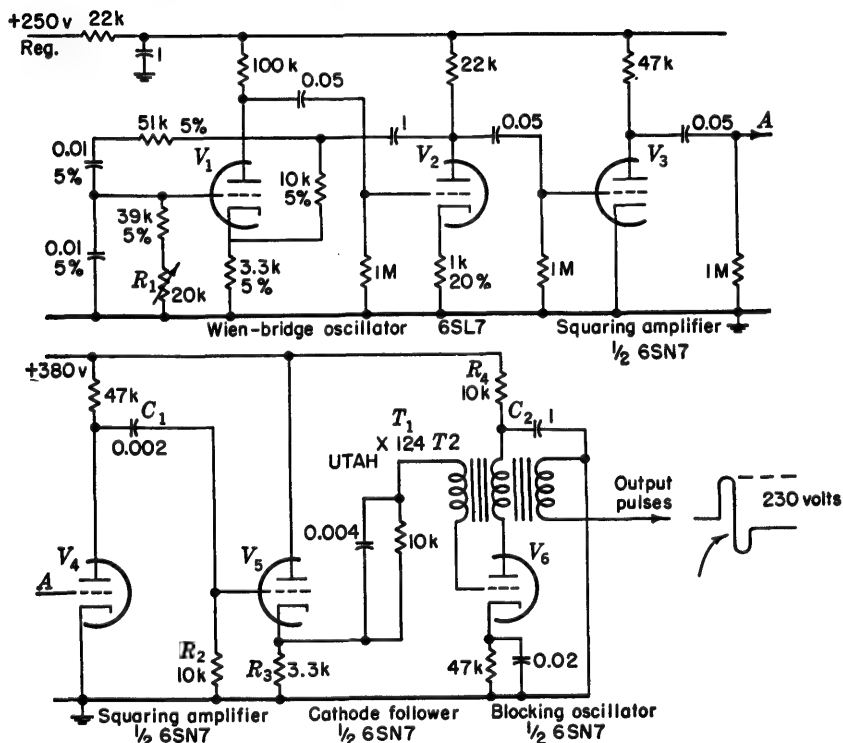 +250 v
Reg.
22k
1
100k
0.05
22k
47k
0.05
0.05
A
51k 5%
1
0.01
5%
V1
10k
5%
V2
V3
39k
5%
0.01
5%
R1
20k
3.3k
5%
1M
1k
20%
1M
1M
Wien-bridge oscillator
6SL7
Squaring amplifier
1/2 6SN7
+380v
47k
C1
0.002
R4
10k
C2
1
T1
UTAH X 124 T2
Output
pulses
230 volts
0.004
10k
V4
V5
V6
A
R2
10k
R3
3.3k
47k
0.02
Squaring amplifier
1/2 6SN7
Cathode follower
1/2 6SN7
Blocking oscillator
1/2 6SN7